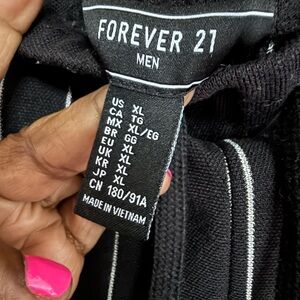 FOREVER 21
MEN
US XL
CA TG
MX XL/EG
BR GG
EU XL
UK XL
KR XL
JP XL
CN 180/91A
MADE IN VIETNAM